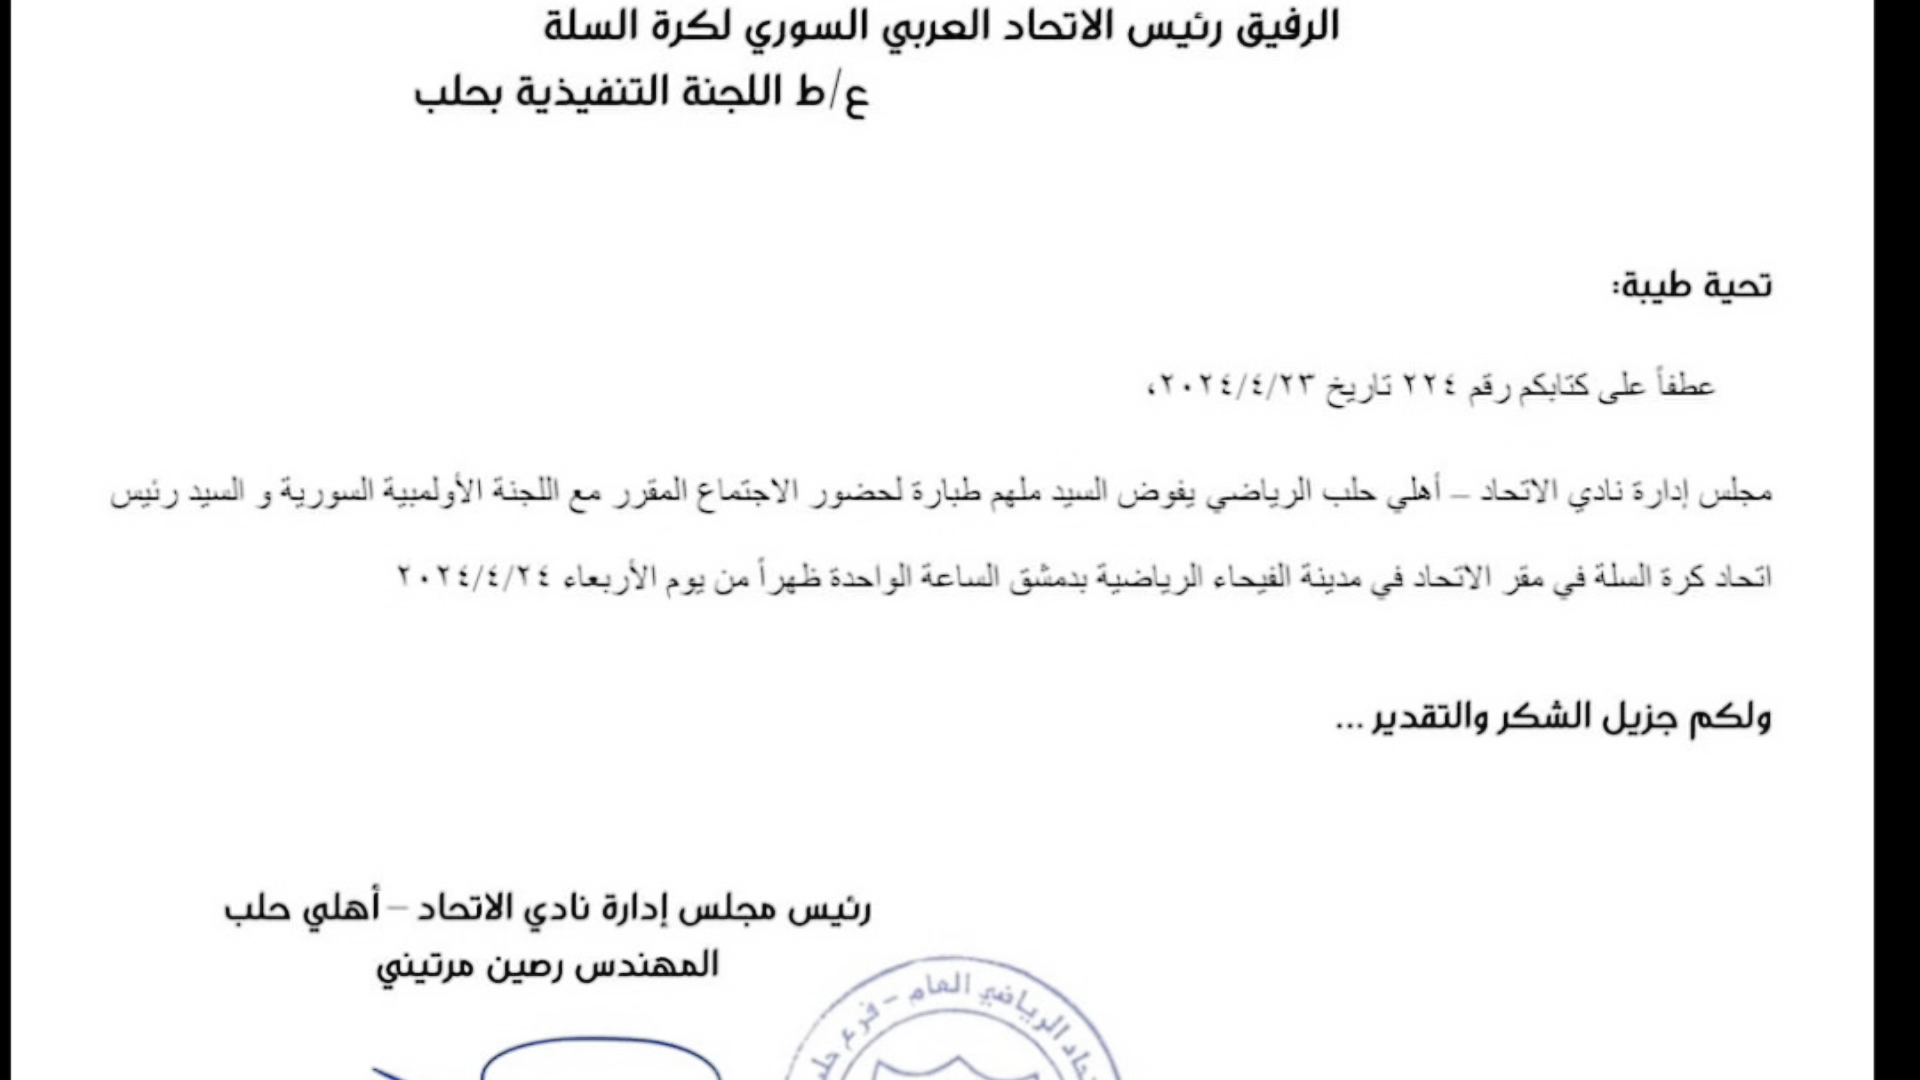 الرفيق رئيس الاتحاد العربي السوري لكرة السلة
ع/ط اللجنة التنفيذية بحلب
تحية طيبة:
عطفاً على كتابكم رقم ٢٢٤ تاريخ ٢٠٢٤/٤/٢٣،
مجلس إدارة نادي الاتحاد – أهلي حلب الرياضي يفوض السيد ملهم طبارة لحضور الاجتماع المقرر مع اللجنة الأولمبية السورية و السيد رئيس
اتحاد كرة السلة في مقر الاتحاد في مدينة الفيحاء الرياضية بدمشق الساعة الواحدة ظهراً من يوم الأربعاء ٢٠٢٤/٤/٢٤
ولكم جزيل الشكر والتقدير ...
رئيس مجلس إدارة نادي الاتحاد – أهلي حلب
المهندس رصين مرتيني
الرياضي العام – فرع